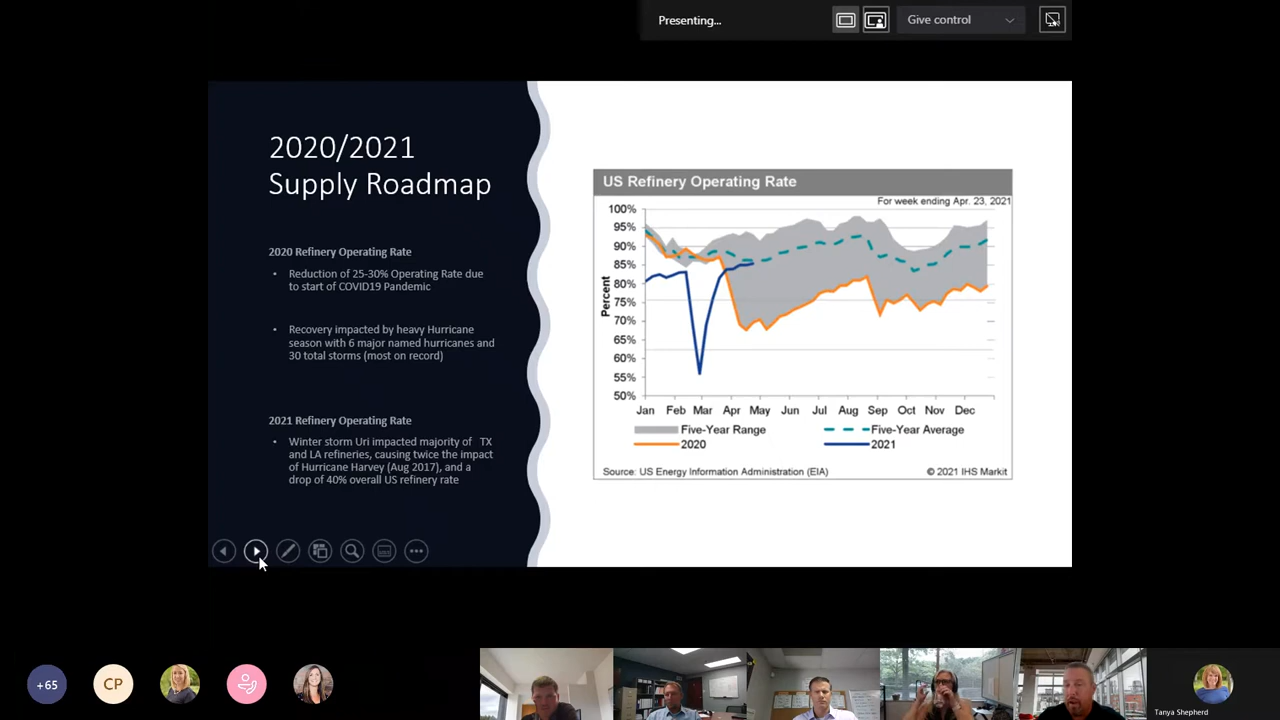 Presenting...
Give control
2020/2021
Supply Roadmap
2020 Refinery Operating Rate
• Reduction of 25-30% Operating Rate due
to start of COVID19 Pandemic
• Recovery impacted by heavy Hurricane
season with 6 major named hurricanes and
30 total storms (most on record)
2021 Refinery Operating Rate
• Winter storm Uri impacted majority of TX
and LA refineries, causing twice the impact
of Hurricane Harvey (Aug 2017), and a
drop of 40% overall US refinery rate
US Refinery Operating Rate
For week ending Apr. 23, 2021
100%
95%
90%
85%
80%
75%
70%
65%
60%
55%
50%
Percent
Jan Feb Mar Apr May Jun Jul Aug Sep Oct Nov Dec
Five-Year Range Five-Year Average
2020 2021
Source: US Energy Information Administration (EIA) © 2021 IHS Markit
+65
CP
Tanya Shepherd